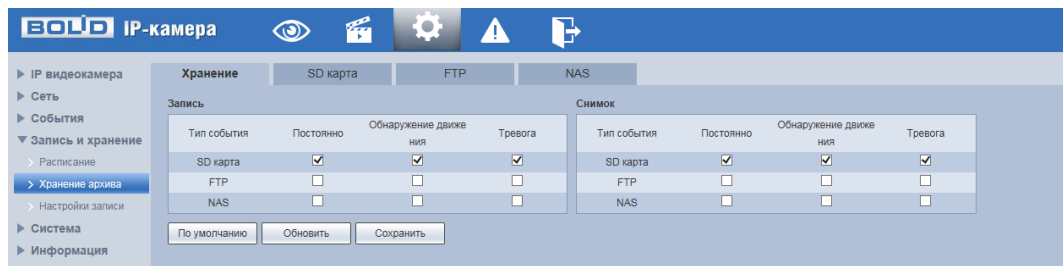 BOLID IP-камера
IP видеокамера
Сеть
События
Запись и хранение
Расписание
Хранение архива
Настройки записи
Система
Информация
Хранение SD карта FTP NAS
Запись
Тип события Постоянно Обнаружение движе
ния Тревога
SD карта
FTP
NAS
Снимок
Тип события Постоянно Обнаружение движе
ния Тревога
SD карта
FTP
NAS
По умолчанию Обновить Сохранить